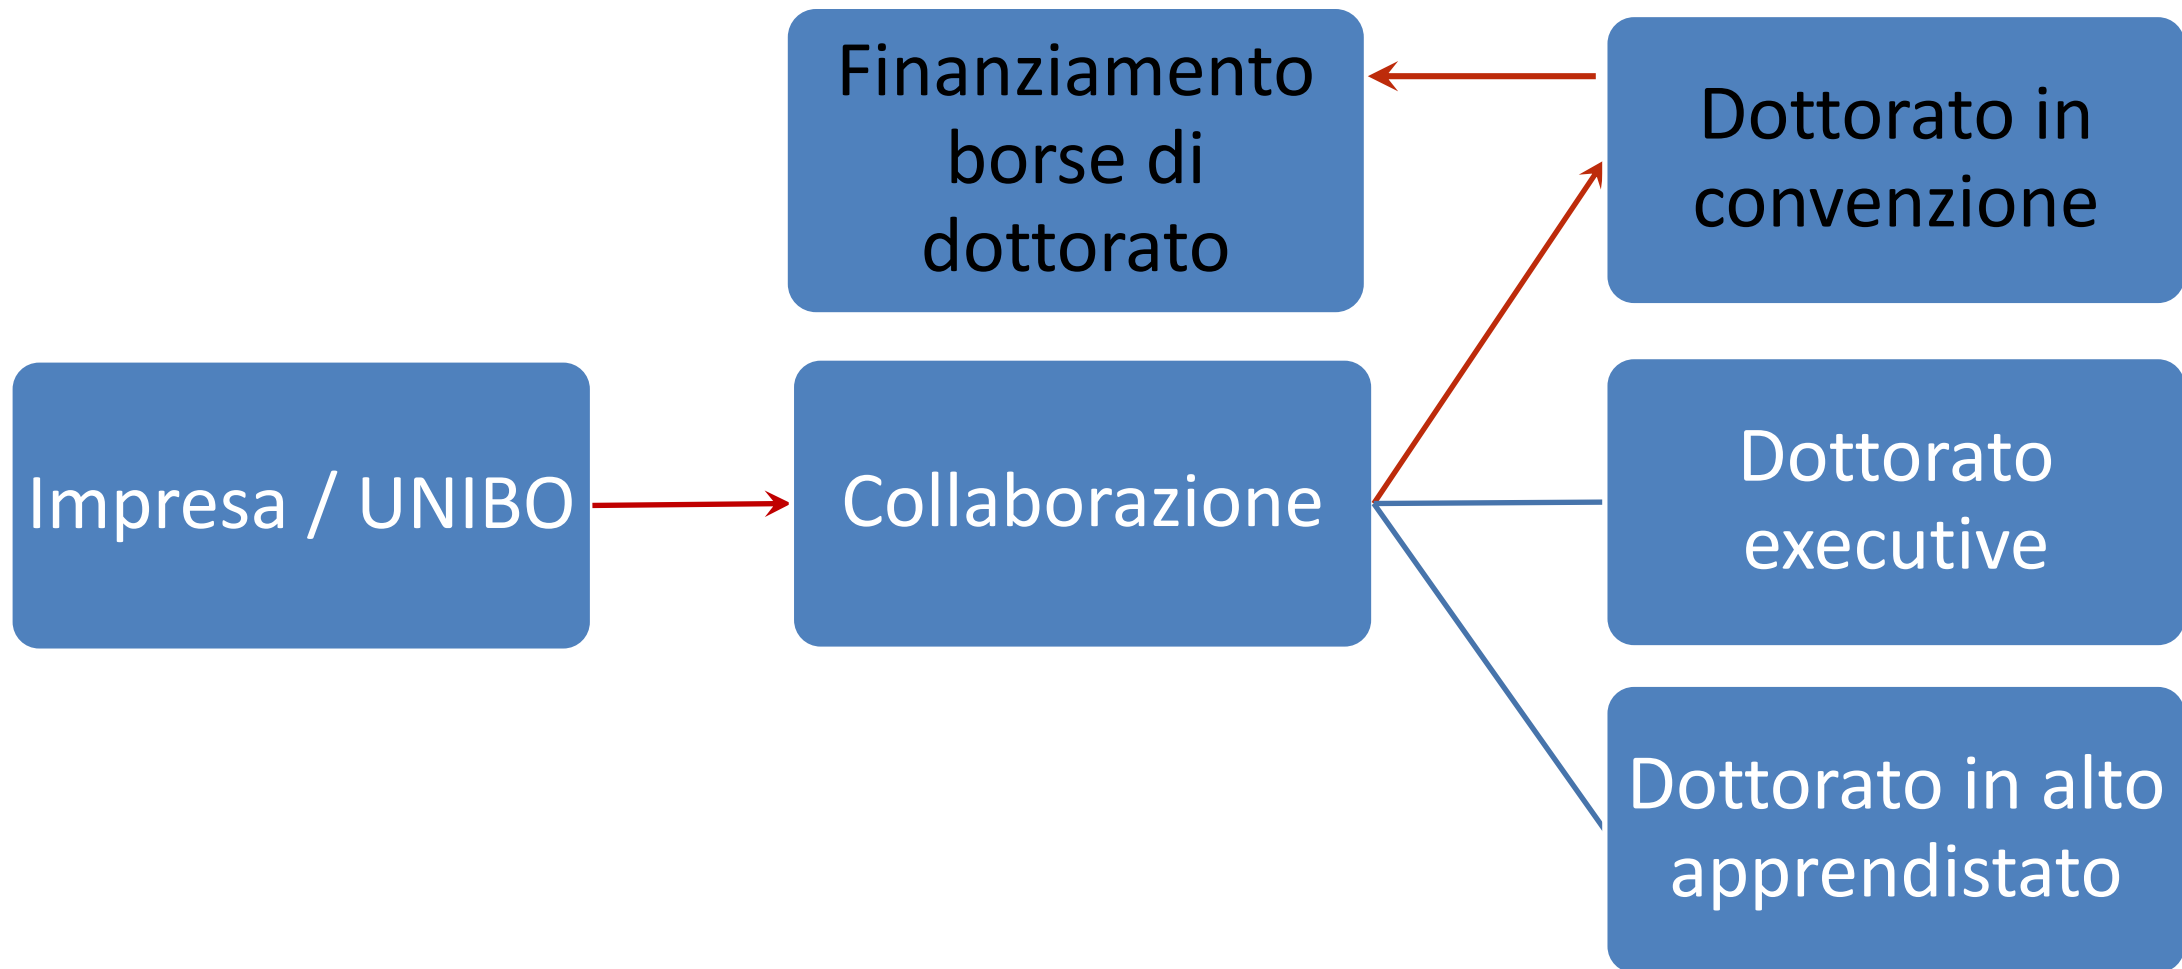 Finanziamento
borse di
dottorato
Dottorato in
convenzione
Impresa / UNIBO
Collaborazione
Dottorato
executive
Dottorato in alto
apprendistato